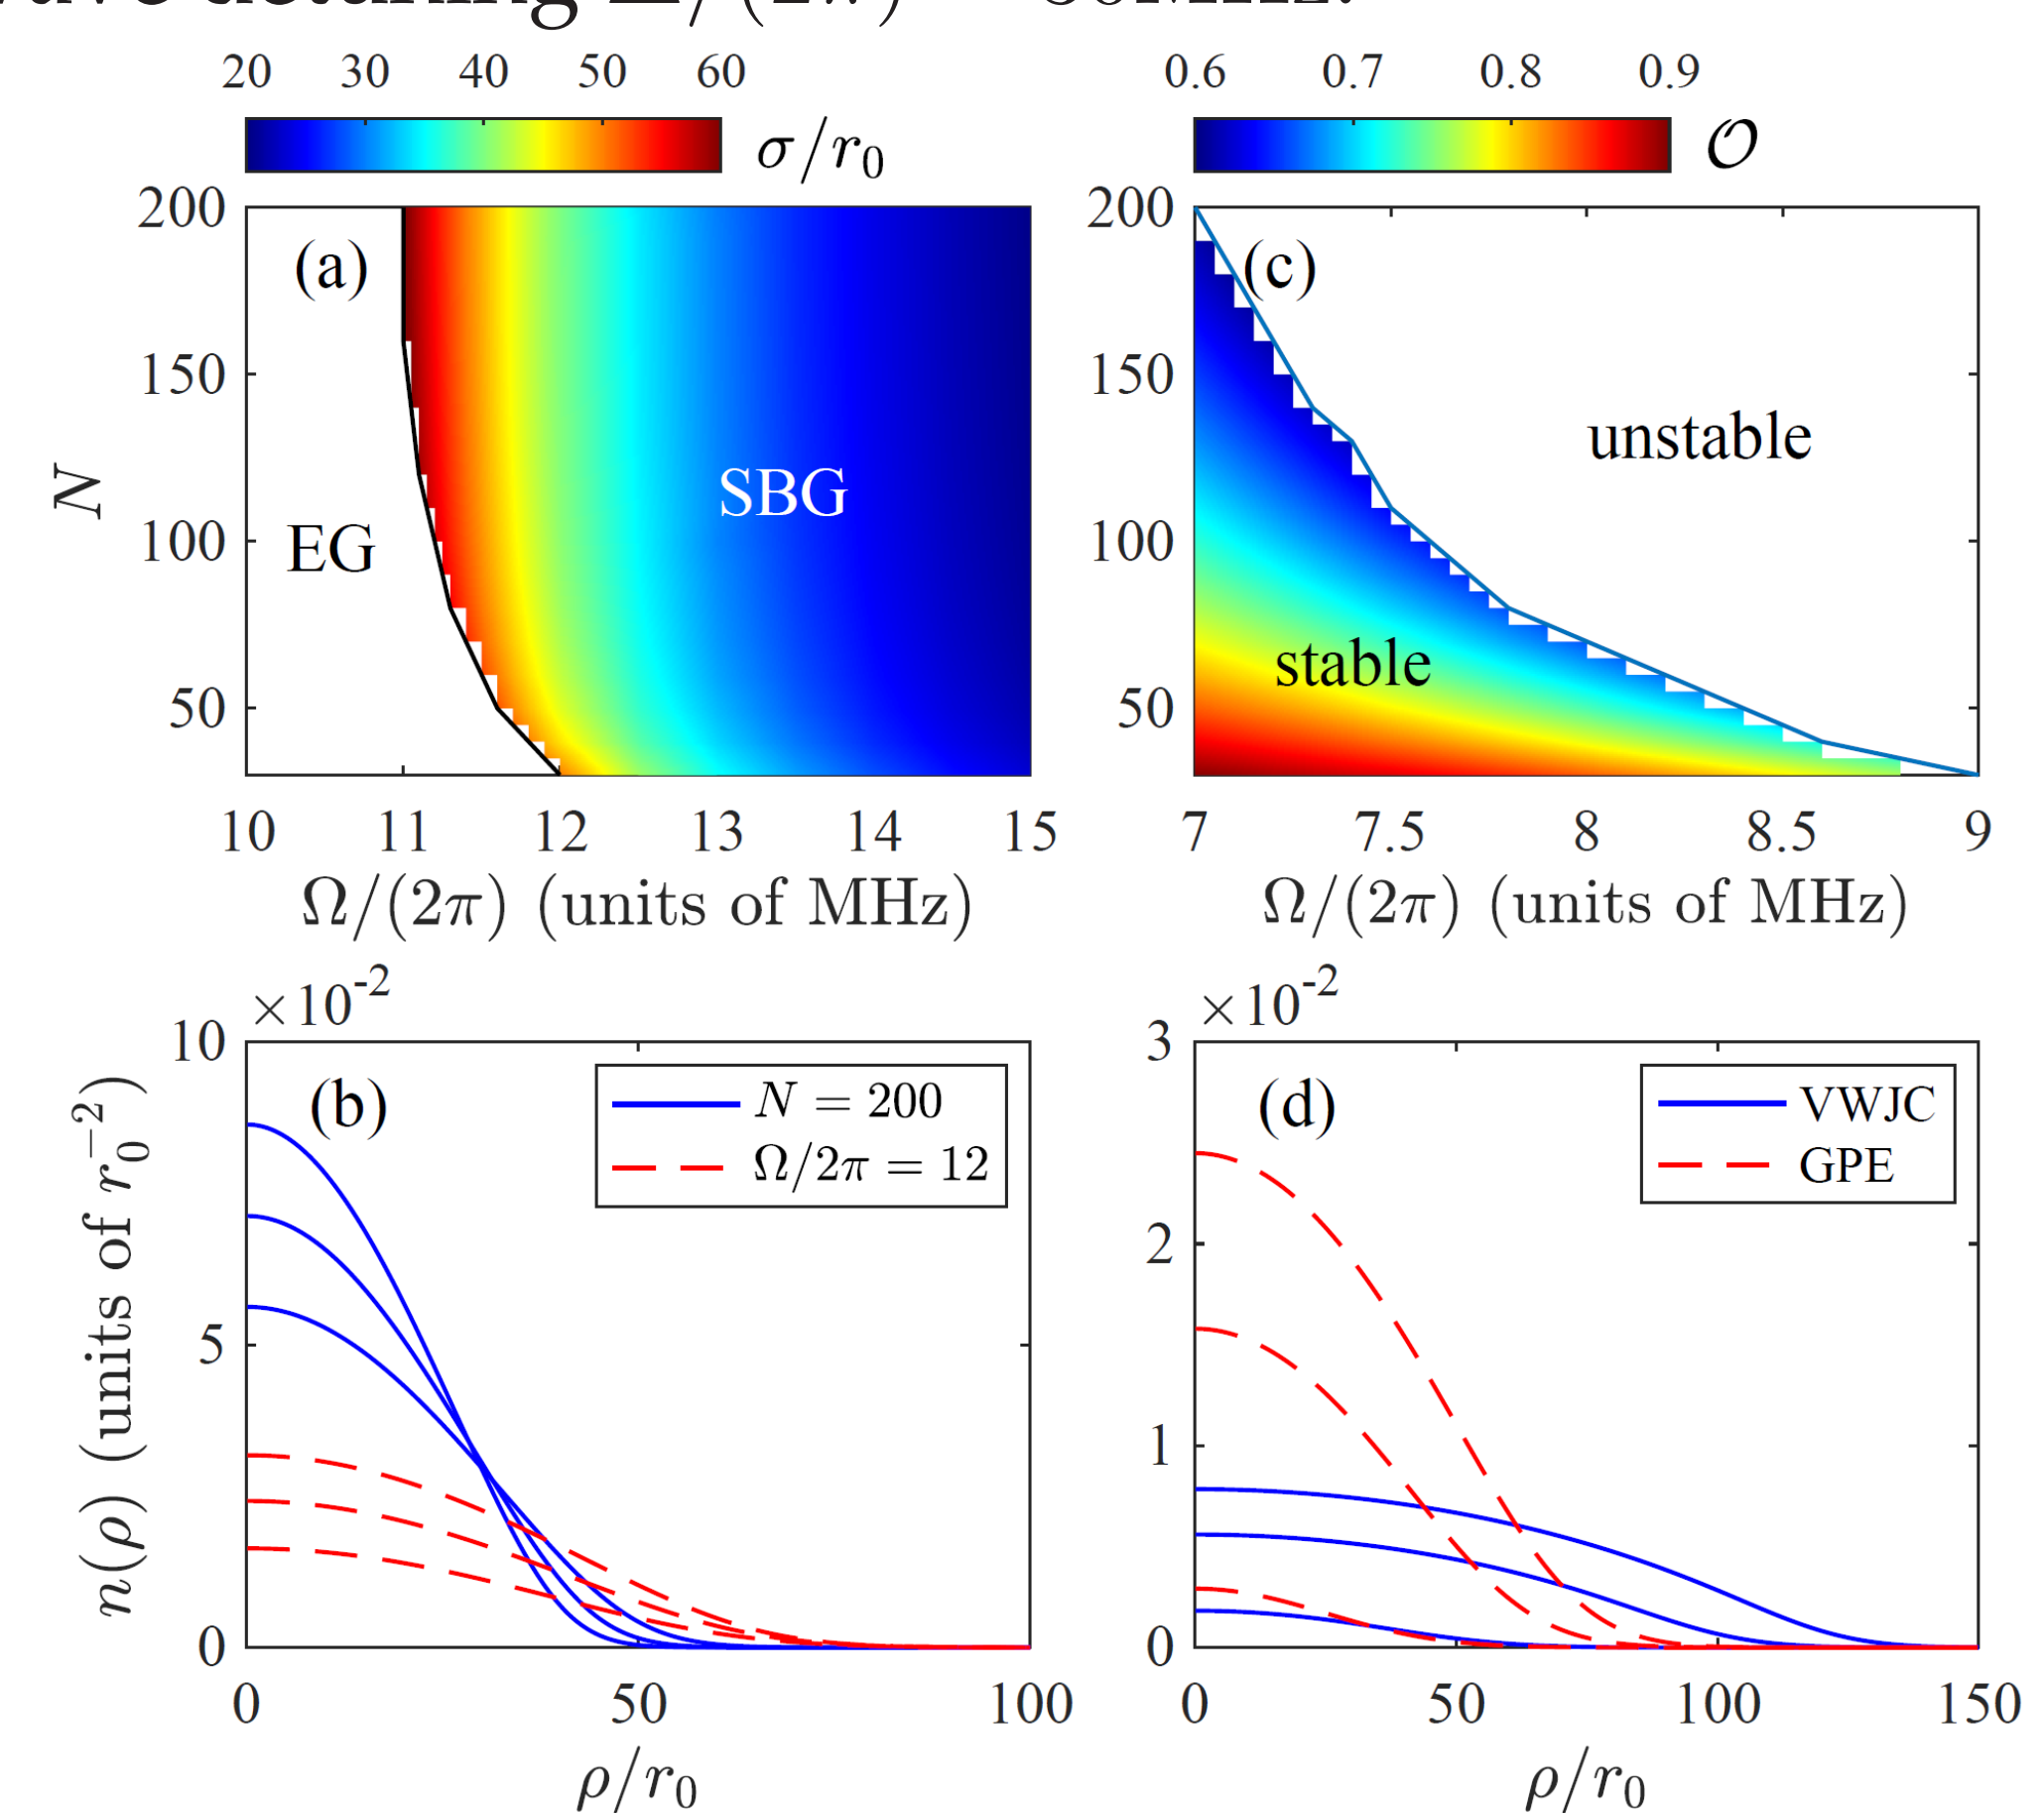 20 30 40 50 60
σ/r₀
200
150
100
50
N
(a)
EG
SBG
10 11 12 13 14 15
Ω/(2π) (units of MHz)
0.6 0.7 0.8 0.9
𝒪
200
150
100
50
(c)
unstable
stable
7 7.5 8 8.5 9
Ω/(2π) (units of MHz)
×10⁻²
10
5
0
n(ρ) (units of r₀⁻²)
(b)
N = 200
Ω/2π = 12
0 50 100
ρ/r₀
×10⁻²
3
2
1
0
(d)
VWJC
GPE
0 50 100 150
ρ/r₀